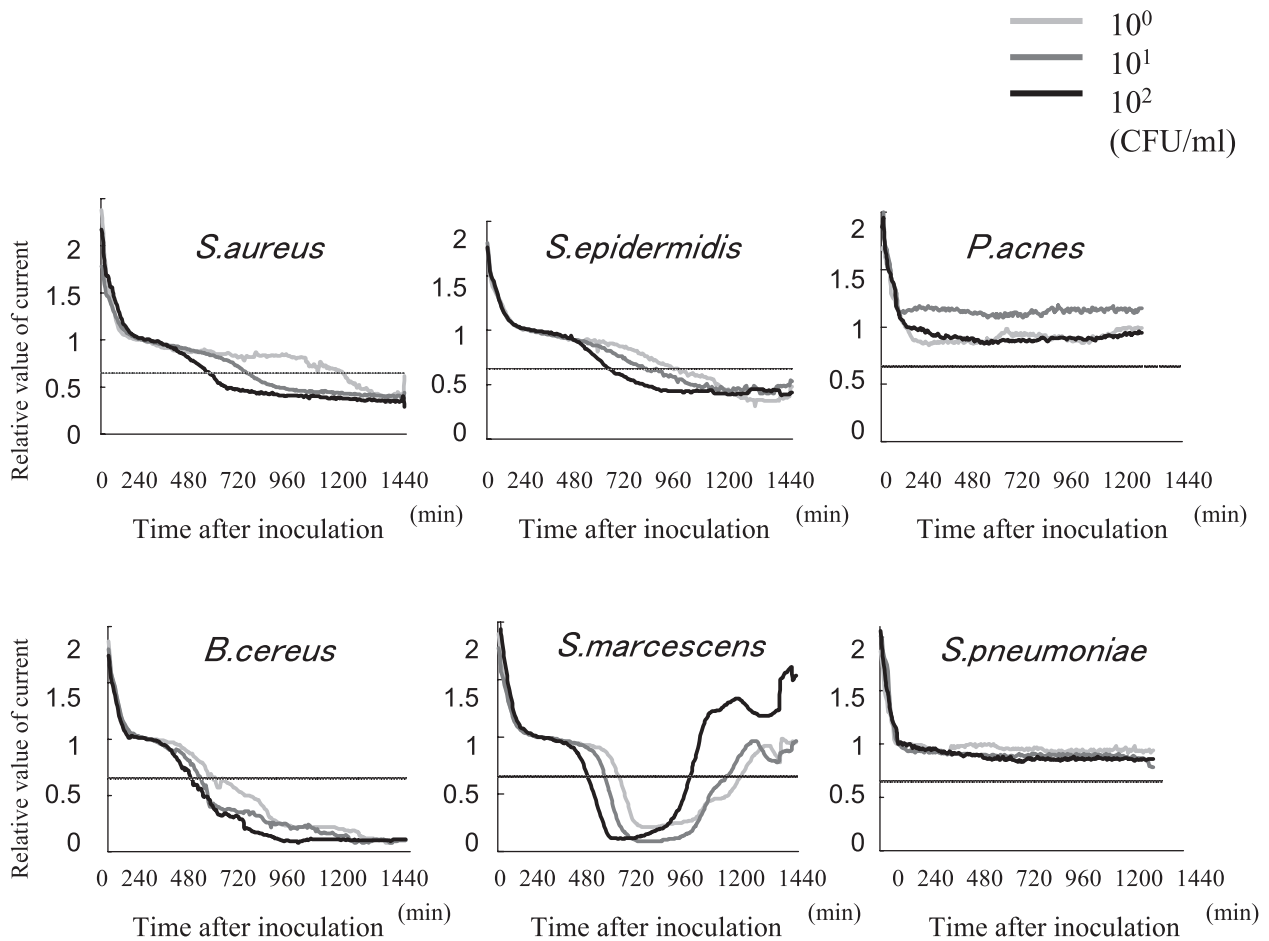 10⁰
10¹
10²
(CFU/ml)
S.aureus
S.epidermidis
P.acnes
Relative value of current
2
1.5
1
0.5
0
2
1.5
1
0.5
0
2
1.5
1
0.5
0
0 240 480 720 960 1200 1440
0 240 480 720 960 1200 1440
0 240 480 720 960 1200 1440
Time after inoculation (min)
Time after inoculation (min)
Time after inoculation (min)
B.cereus
S.marcescens
S.pneumoniae
Relative value of current
2
1.5
1
0.5
0
2
1.5
1
0.5
0
2
1.5
1
0.5
0
0 240 480 720 960 1200 1440
0 240 480 720 960 1200 1440
0 240 480 720 960 1200 1440
Time after inoculation (min)
Time after inoculation (min)
Time after inoculation (min)